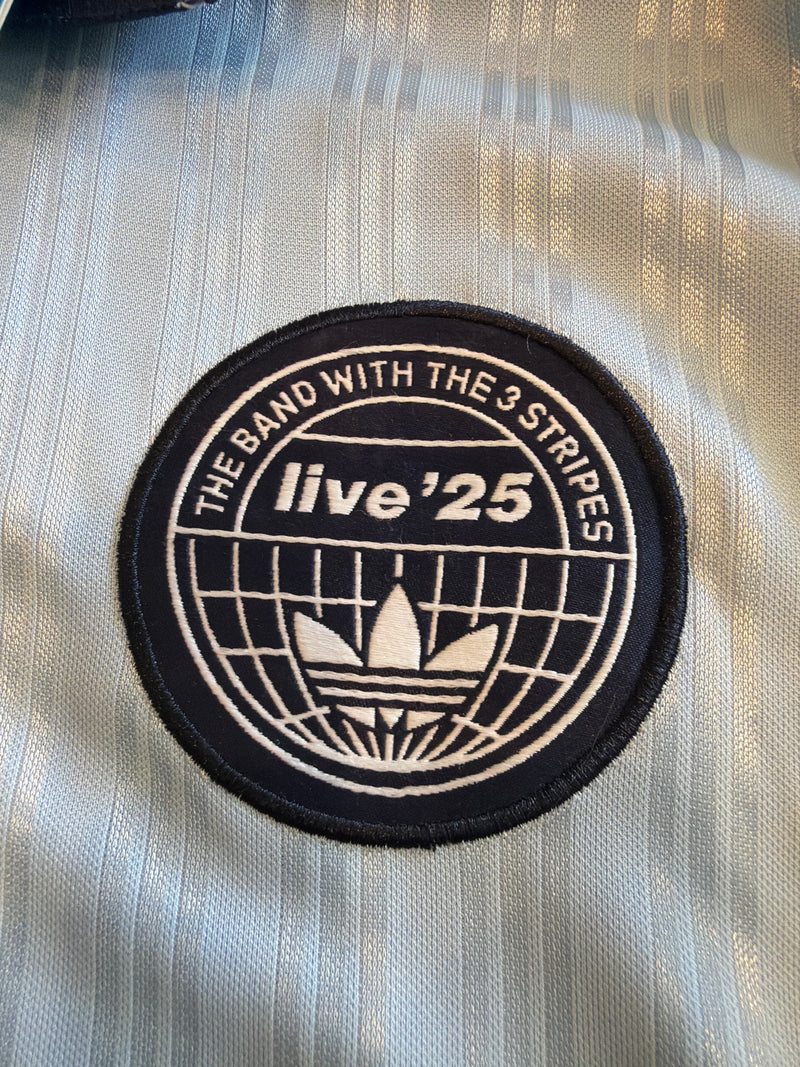 THE BAND WITH THE 3 STRIPES
live '25